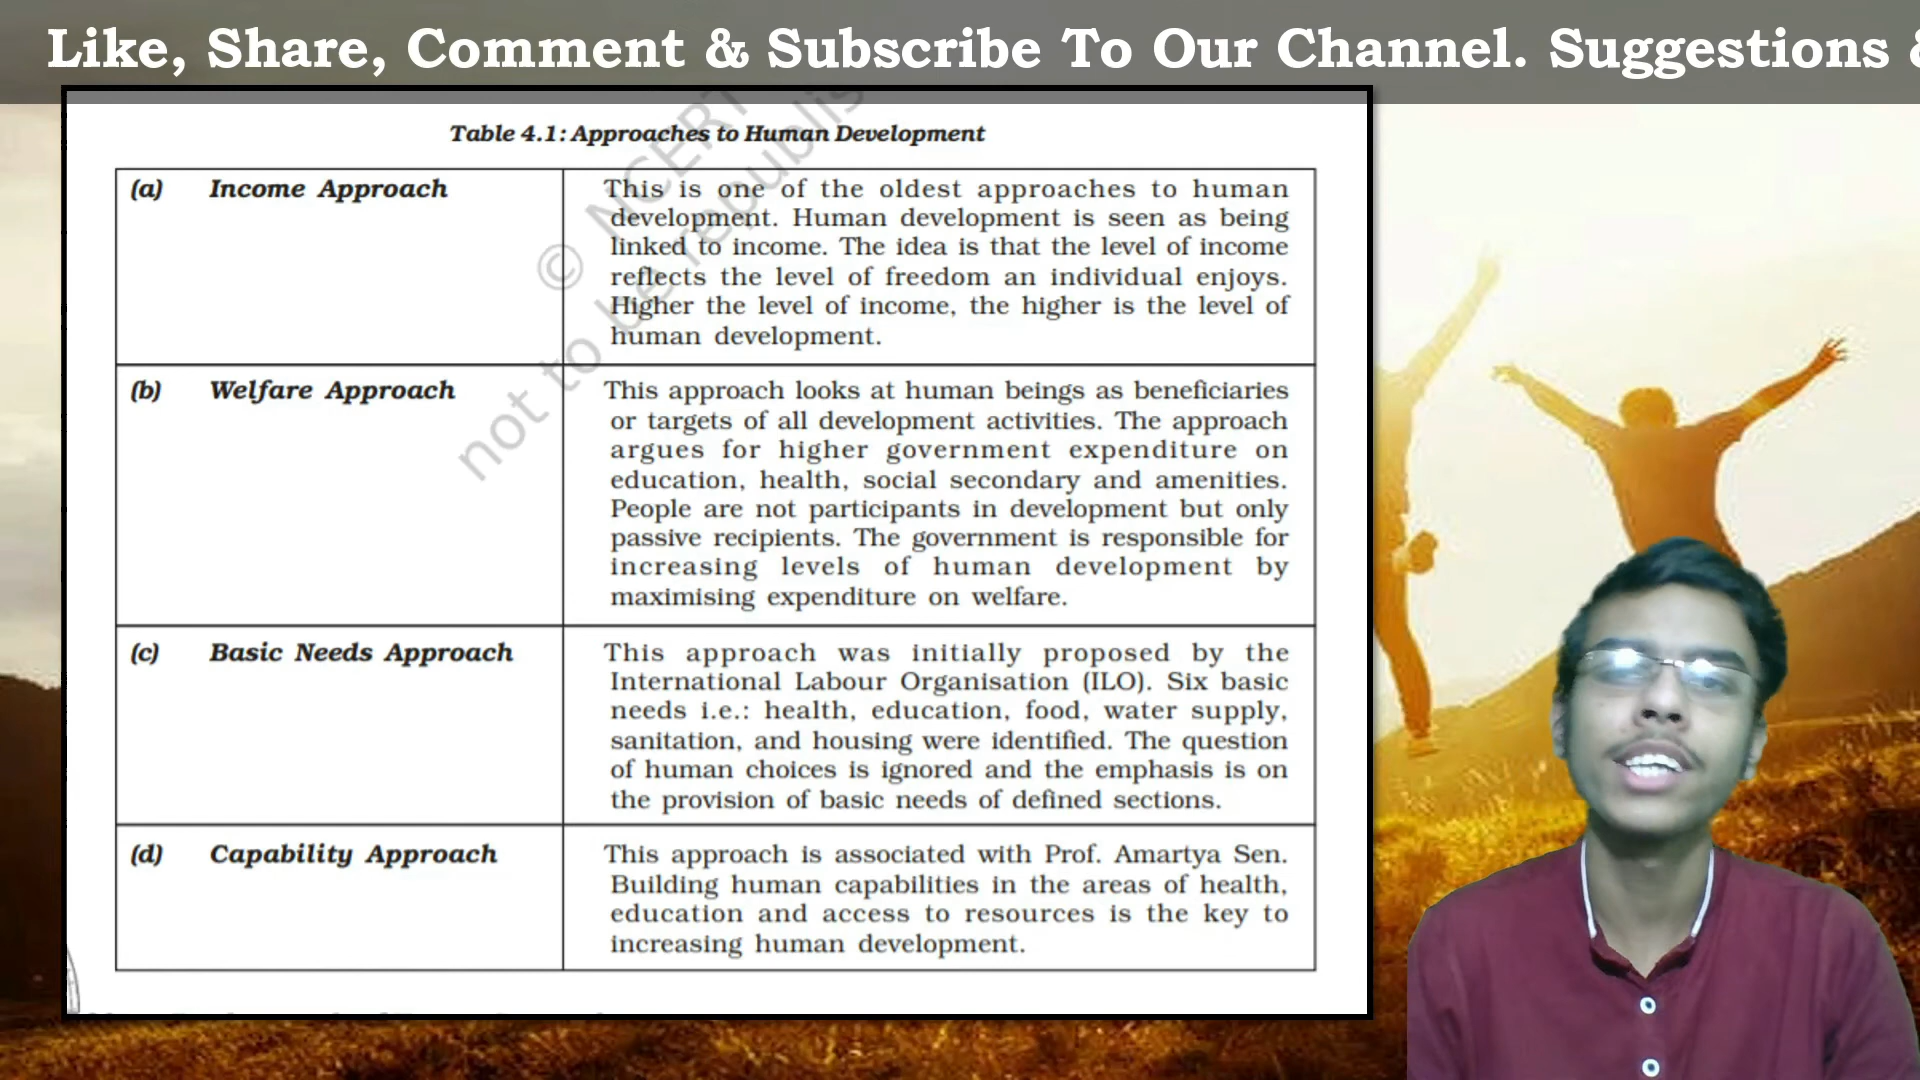 Like, Share, Comment & Subscribe To Our Channel. Suggestions &
Table 4.1: Approaches to Human Development
(a) Income Approach
This is one of the oldest approaches to human
development. Human development is seen as being
linked to income. The idea is that the level of income
reflects the level of freedom an individual enjoys.
Higher the level of income, the higher is the level of
human development.
(b) Welfare Approach
This approach looks at human beings as beneficiaries
or targets of all development activities. The approach
argues for higher government expenditure on
education, health, social secondary and amenities.
People are not participants in development but only
passive recipients. The government is responsible for
increasing levels of human development by
maximising expenditure on welfare.
(c) Basic Needs Approach
This approach was initially proposed by the
International Labour Organisation (ILO). Six basic
needs i.e.: health, education, food, water supply,
sanitation, and housing were identified. The question
of human choices is ignored and the emphasis is on
the provision of basic needs of defined sections.
(d) Capability Approach
This approach is associated with Prof. Amartya Sen.
Building human capabilities in the areas of health,
education and access to resources is the key to
increasing human development.
© NCERT
not to be republis